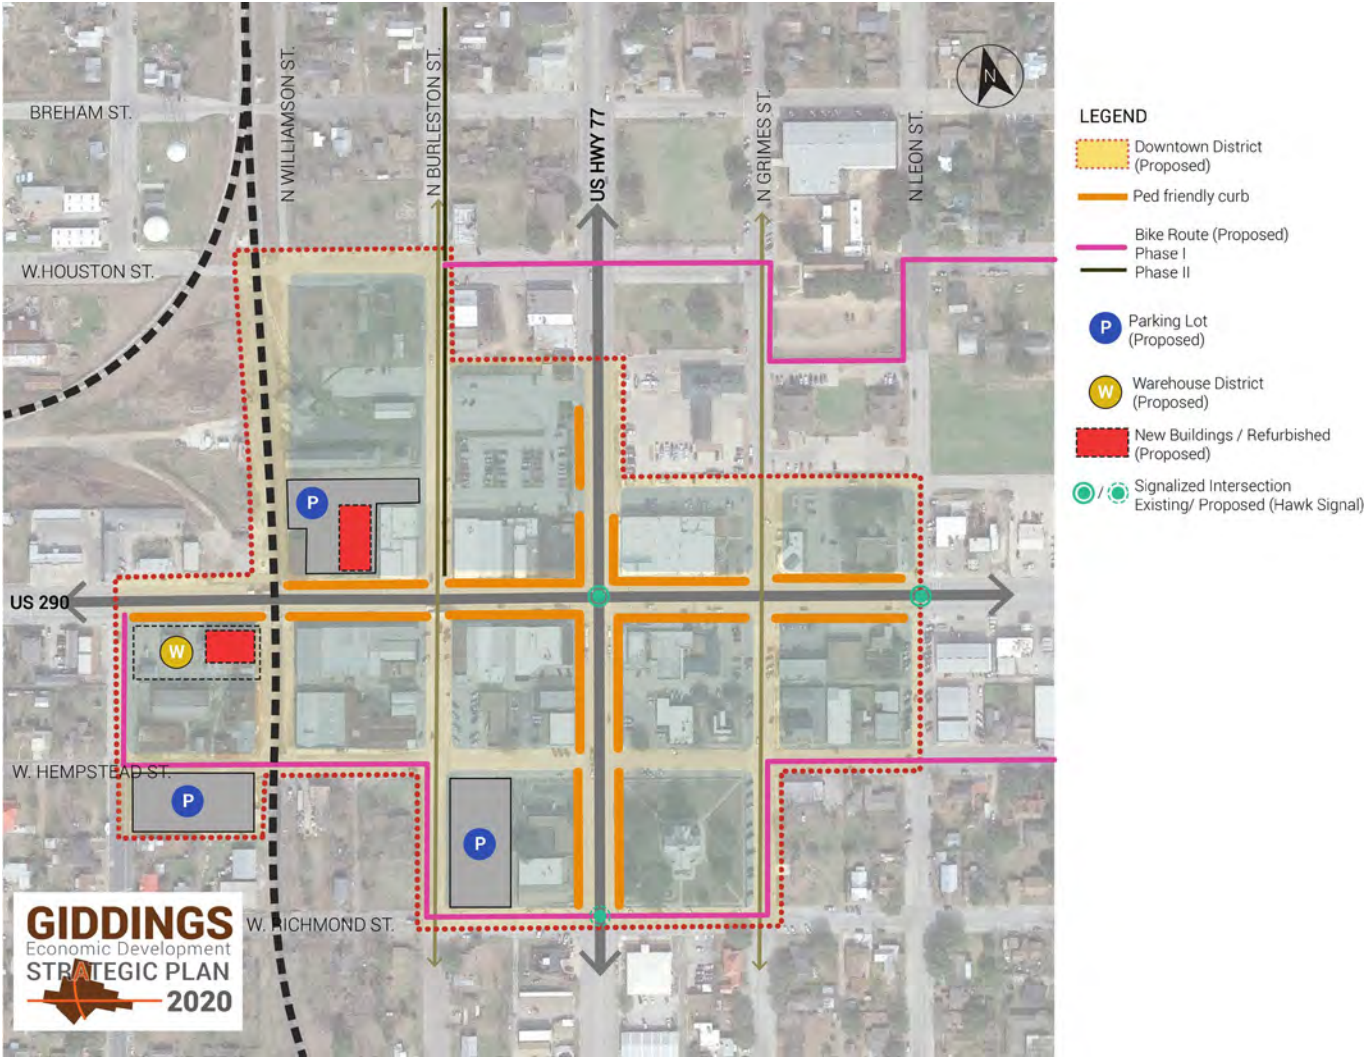 BREHAM ST.
N WILLIAMSON ST.
N BURLESTON ST.
US HWY 77
N GRIMES ST.
N LEON ST.
N
W.HOUSTON ST.
US 290
W. HEMPSTEAD ST.
W. RICHMOND ST.
P
W
P
P
LEGEND
Downtown District
(Proposed)
Ped friendly curb
Bike Route (Proposed)
Phase I
Phase II
P
Parking Lot
(Proposed)
W
Warehouse District
(Proposed)
New Buildings / Refurbished
(Proposed)
/
Signalized Intersection
Existing/ Proposed (Hawk Signal)
GIDDINGS
Economic Development
STRATEGIC PLAN
2020